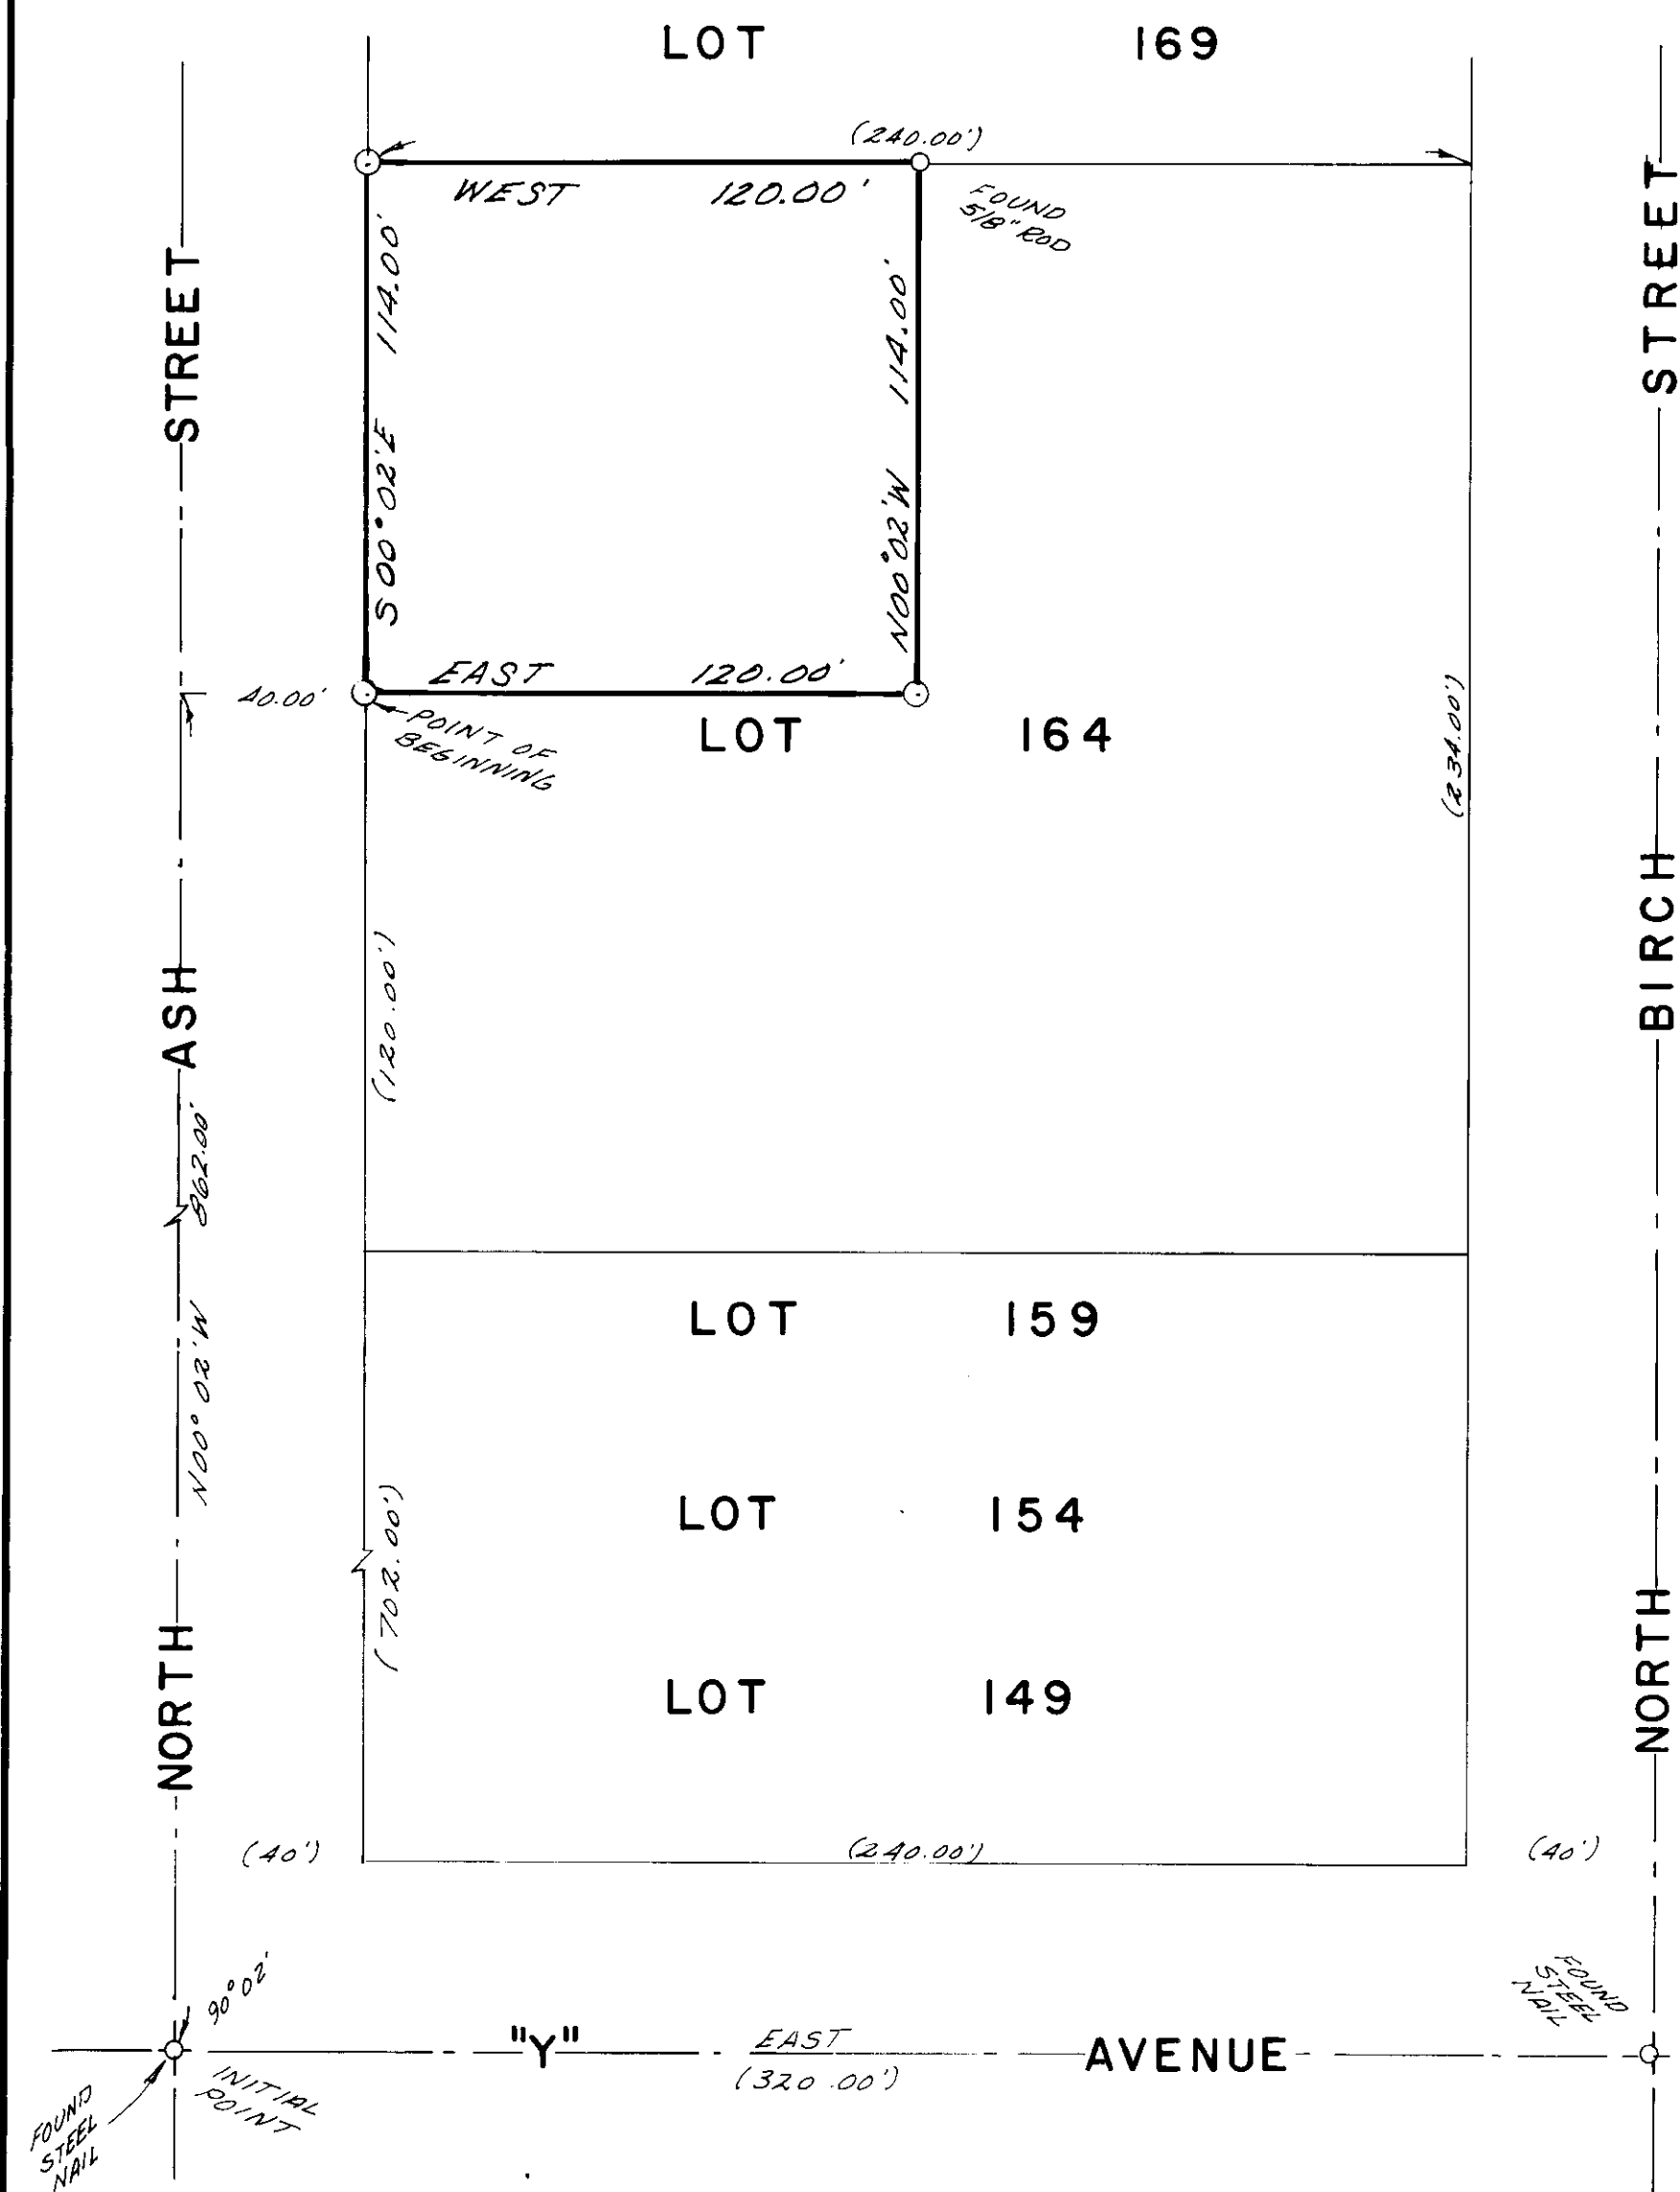 LOT 169
(240.00')
WEST 120.00'
FOUND
5/8" ROD
S 00°02'E 114.00'
N00°02'W 114.00'
STREET
STREET
EAST 120.00'
40.00'
POINT OF
BEGINNING
LOT 164
(234.00')
(120.00')
ASH
BIRCH
862.00'
N00°02'W
LOT 159
LOT 154
(702.00')
LOT 149
NORTH
NORTH
(40')
(240.00')
(40')
90°02'
FOUND
STEEL
NAIL
"Y" AVENUE
EAST
(320.00')
INITIAL
POINT
FOUND
STEEL
NAIL